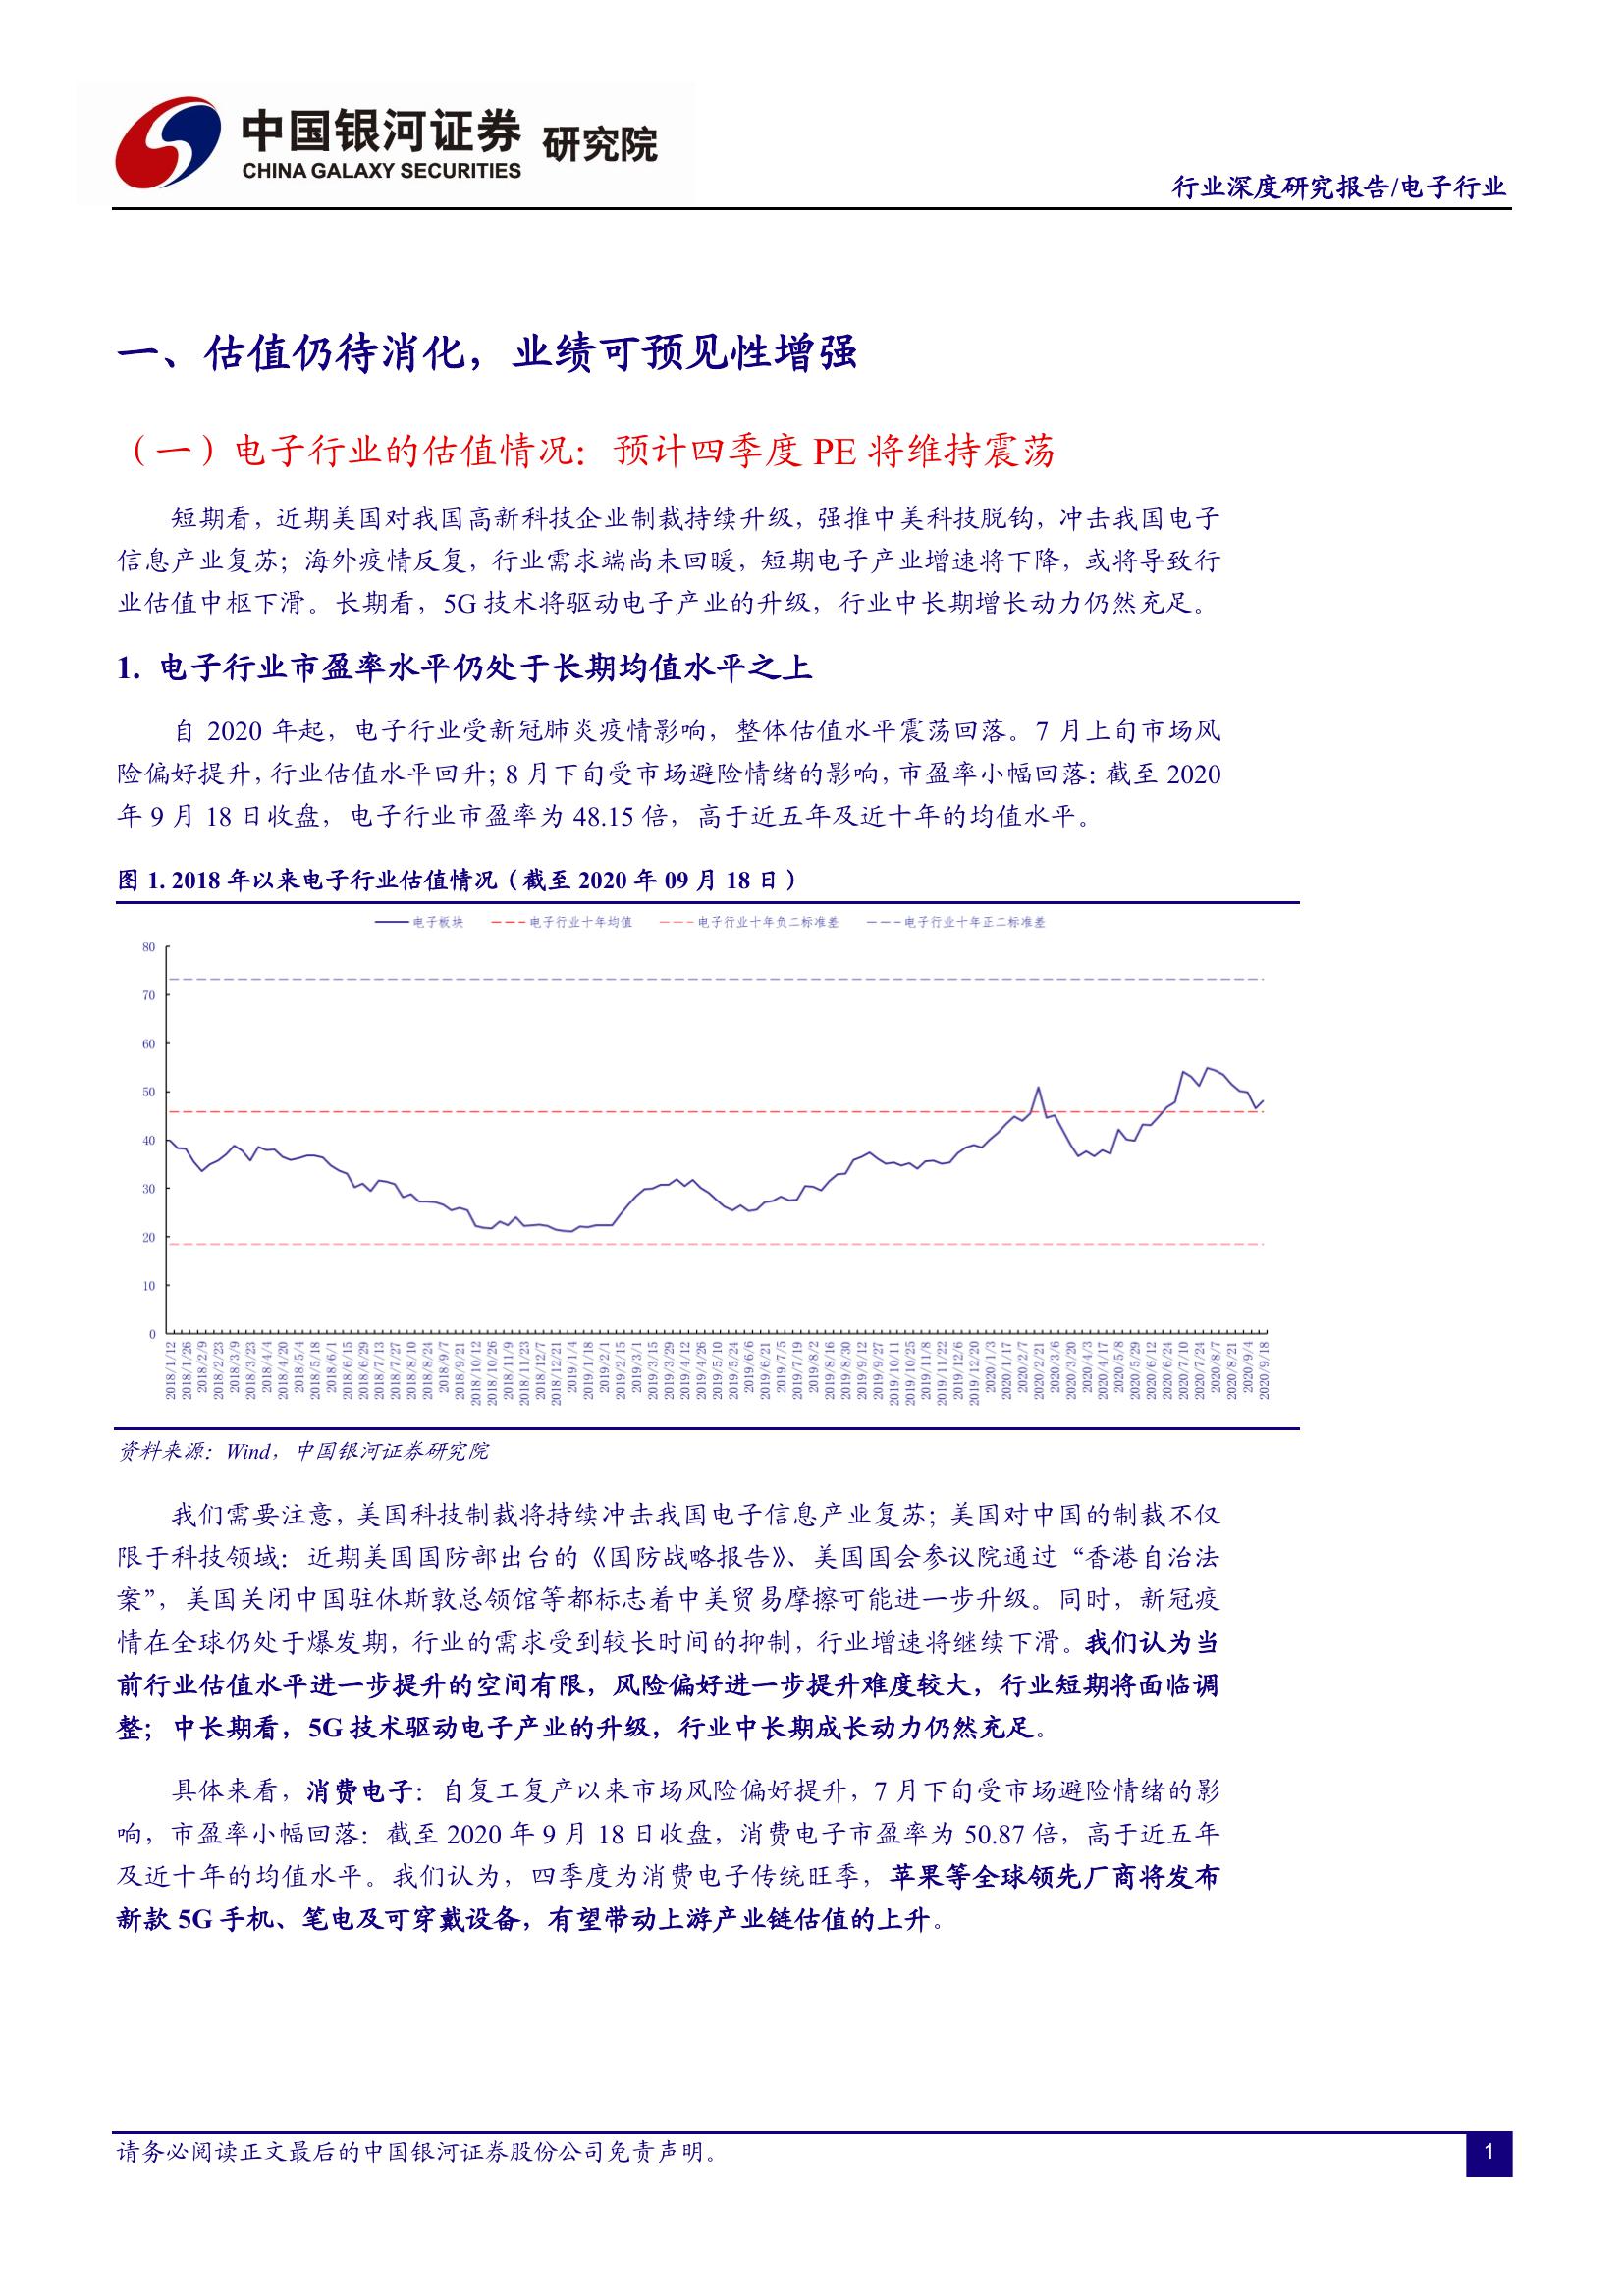 中国银河证券 研究院
CHINA GALAXY SECURITIES
行业深度研究报告/电子行业
一、估值仍待消化，业绩可预见性增强
（一）电子行业的估值情况：预计四季度 PE 将维持震荡
短期看，近期美国对我国高新科技企业制裁持续升级，强推中美科技脱钩，冲击我国电子
信息产业复苏；海外疫情反复，行业需求端尚未回暖，短期电子产业增速将下降，或将导致行
业估值中枢下滑。长期看，5G 技术将驱动电子产业的升级，行业中长期增长动力仍然充足。
1. 电子行业市盈率水平仍处于长期均值水平之上
自 2020 年起，电子行业受新冠肺炎疫情影响，整体估值水平震荡回落。7 月上旬市场风
险偏好提升，行业估值水平回升；8 月下旬受市场避险情绪的影响，市盈率小幅回落：截至 2020
年 9 月 18 日收盘，电子行业市盈率为 48.15 倍，高于近五年及近十年的均值水平。
图 1. 2018 年以来电子行业估值情况（截至 2020 年 09 月 18 日）
电子板块 电子行业十年均值 电子行业十年负二标准差 电子行业十年正二标准差
80
70
60
50
40
30
20
10
0
2018/1/12 2018/1/26 2018/2/9 2018/2/23 2018/3/9 2018/3/23 2018/4/4 2018/4/20 2018/5/4 2018/5/18 2018/6/1 2018/6/15 2018/6/29 2018/7/13 2018/7/27 2018/8/10 2018/8/24 2018/9/7 2018/9/21 2018/10/12 2018/10/26 2018/11/9 2018/11/23 2018/12/7 2018/12/21 2019/1/4 2019/1/18 2019/2/1 2019/2/15 2019/3/1 2019/3/15 2019/3/29 2019/4/12 2019/4/26 2019/5/10 2019/5/24 2019/6/6 2019/6/21 2019/7/5 2019/7/19 2019/8/2 2019/8/16 2019/8/30 2019/9/12 2019/9/27 2019/10/11 2019/10/25 2019/11/8 2019/11/22 2019/12/6 2019/12/20 2020/1/3 2020/1/17 2020/2/7 2020/2/21 2020/3/6 2020/3/20 2020/4/3 2020/4/17 2020/5/8 2020/5/29 2020/6/12 2020/6/24 2020/7/10 2020/7/24 2020/8/7 2020/8/21 2020/9/4 2020/9/18
资料来源：Wind，中国银河证券研究院
我们需要注意，美国科技制裁将持续冲击我国电子信息产业复苏；美国对中国的制裁不仅
限于科技领域：近期美国国防部出台的《国防战略报告》、美国国会参议院通过“香港自治法
案”，美国关闭中国驻休斯敦总领馆等都标志着中美贸易摩擦可能进一步升级。同时，新冠疫
情在全球仍处于爆发期，行业的需求受到较长时间的抑制，行业增速将继续下滑。我们认为当
前行业估值水平进一步提升的空间有限，风险偏好进一步提升难度较大，行业短期将面临调
整；中长期看，5G 技术驱动电子产业的升级，行业中长期成长动力仍然充足。
具体来看，消费电子：自复工复产以来市场风险偏好提升，7 月下旬受市场避险情绪的影
响，市盈率小幅回落：截至 2020 年 9 月 18 日收盘，消费电子市盈率为 50.87 倍，高于近五年
及近十年的均值水平。我们认为，四季度为消费电子传统旺季，苹果等全球领先厂商将发布
新款 5G 手机、笔电及可穿戴设备，有望带动上游产业链估值的上升。
请务必阅读正文最后的中国银河证券股份公司免责声明。
1